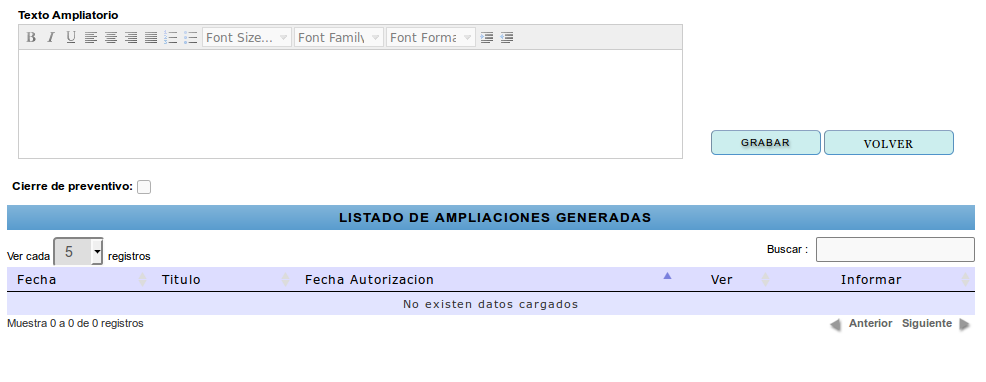 Texto Ampliatorio
B I U Font Size... Font Family Font Forma
GRABAR VOLVER
Cierre de preventivo:
LISTADO DE AMPLIACIONES GENERADAS
Ver cada 5 registros Buscar :
Fecha Titulo Fecha Autorizacion Ver Informar
No existen datos cargados
Muestra 0 a 0 de 0 registros Anterior Siguiente